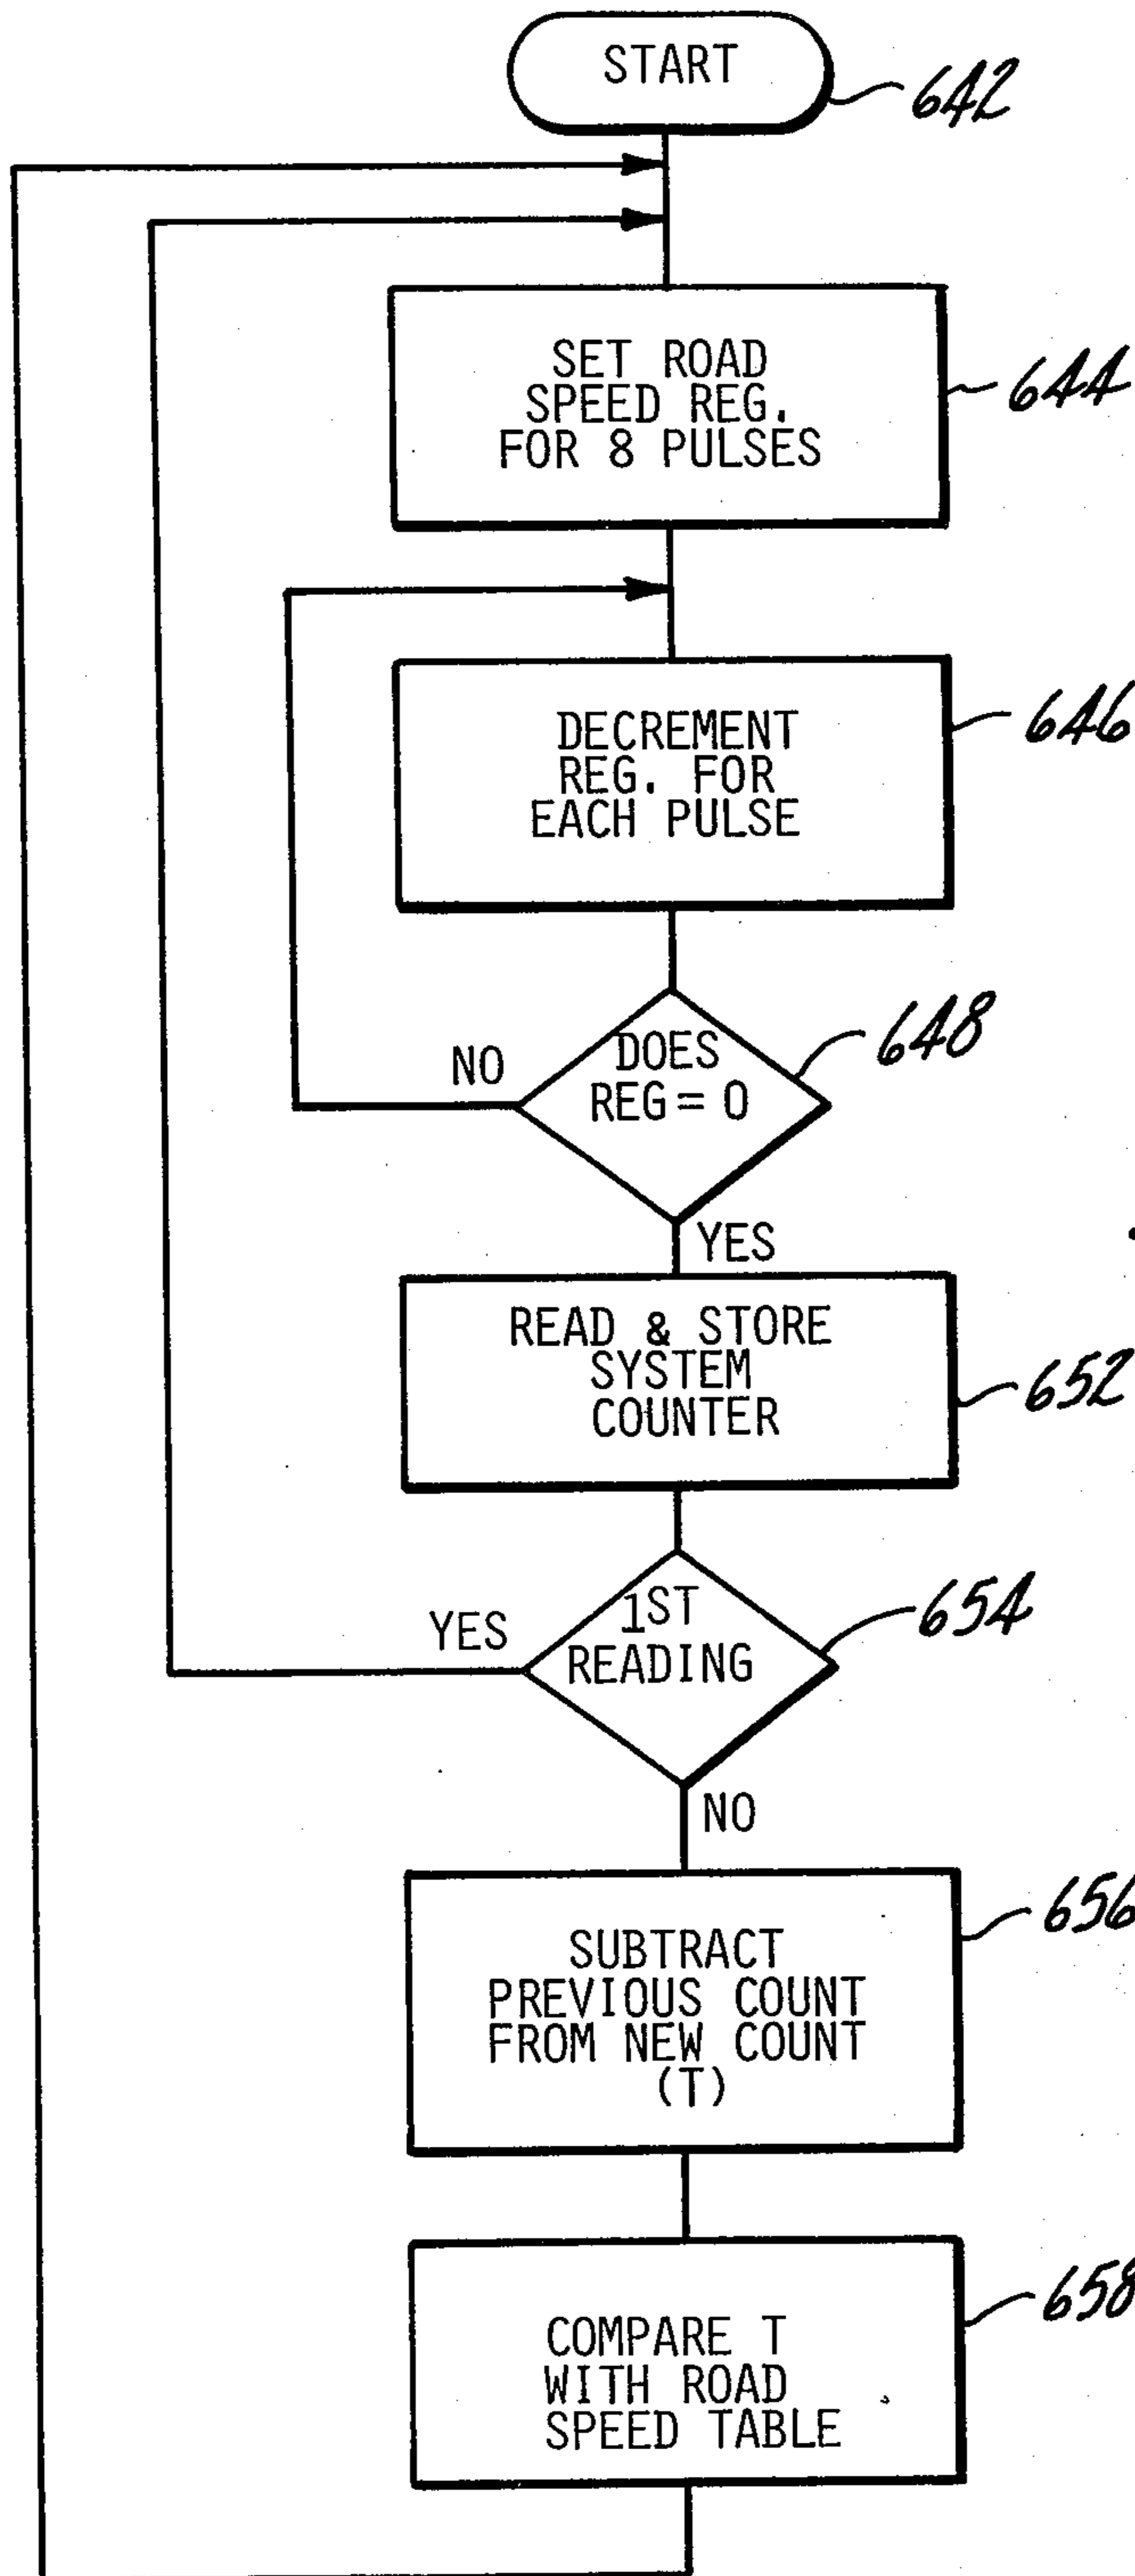 START
642
SET ROAD
SPEED REG.
FOR 8 PULSES
644
DECREMENT
REG. FOR
EACH PULSE
646
DOES
REG = 0
648
NO
YES
READ & STORE
SYSTEM
COUNTER
652
1ST
READING
654
YES
NO
SUBTRACT
PREVIOUS COUNT
FROM NEW COUNT
(T)
656
COMPARE T
WITH ROAD
SPEED TABLE
658